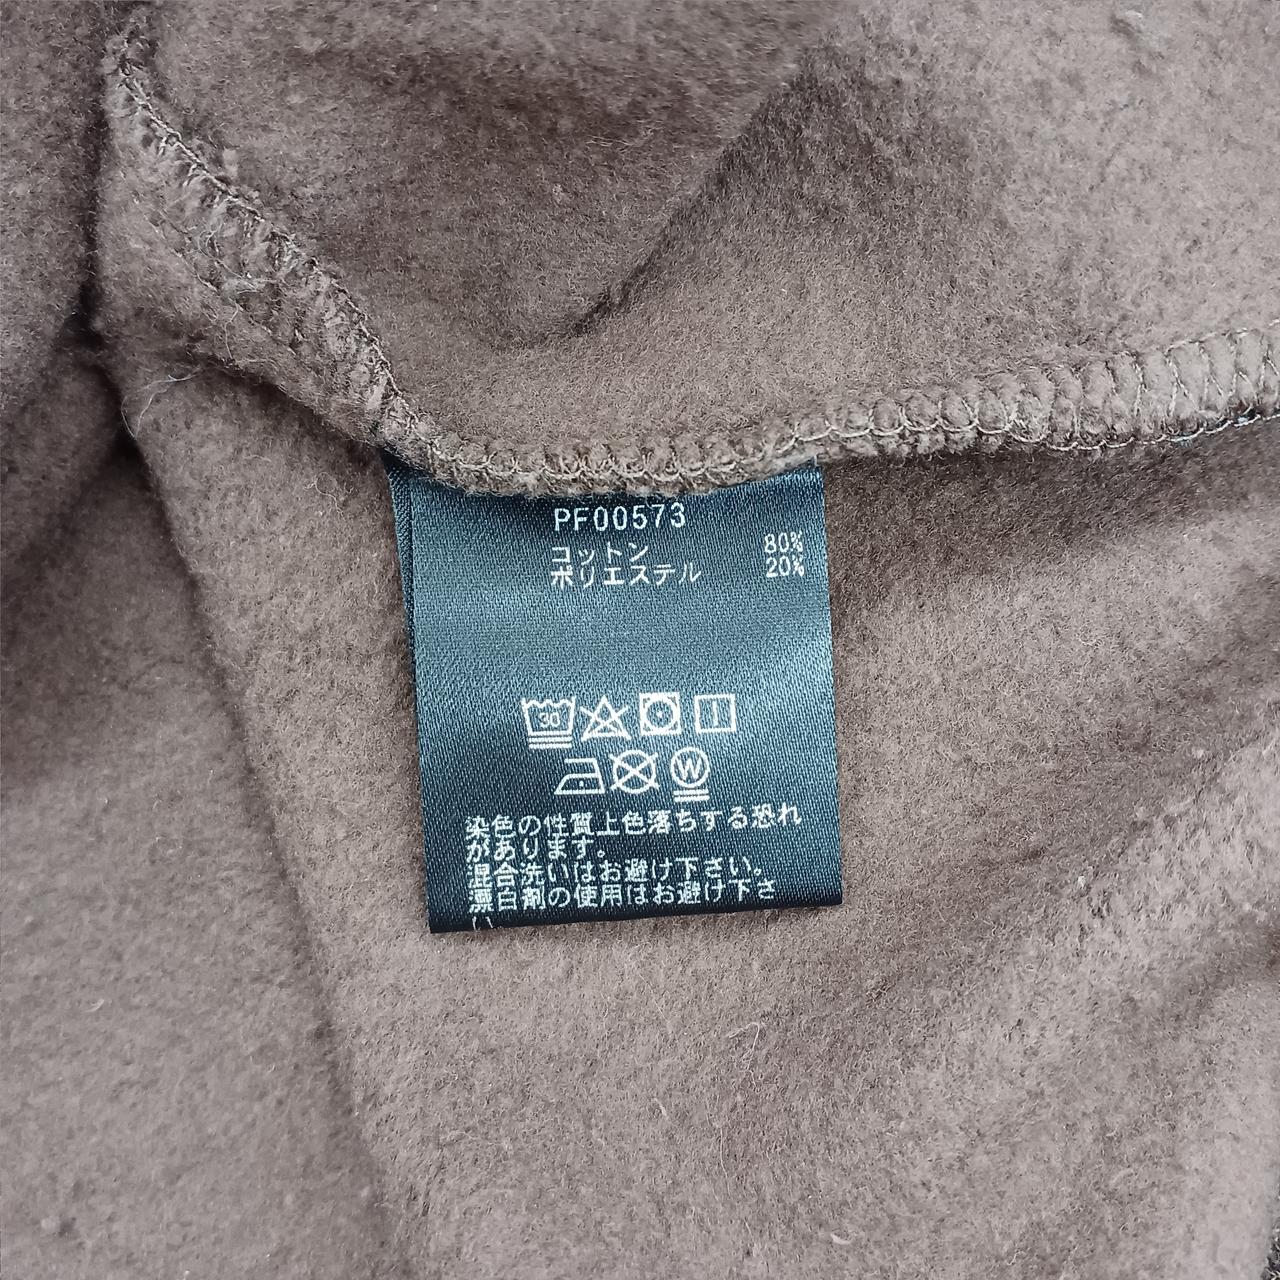 PF00573
コットン 80%
ポリエステル 20%
30
W
染色の性質上色落ちする恐れ
があります。
混合洗いはお避け下さい。
漂白剤の使用はお避け下さ
い